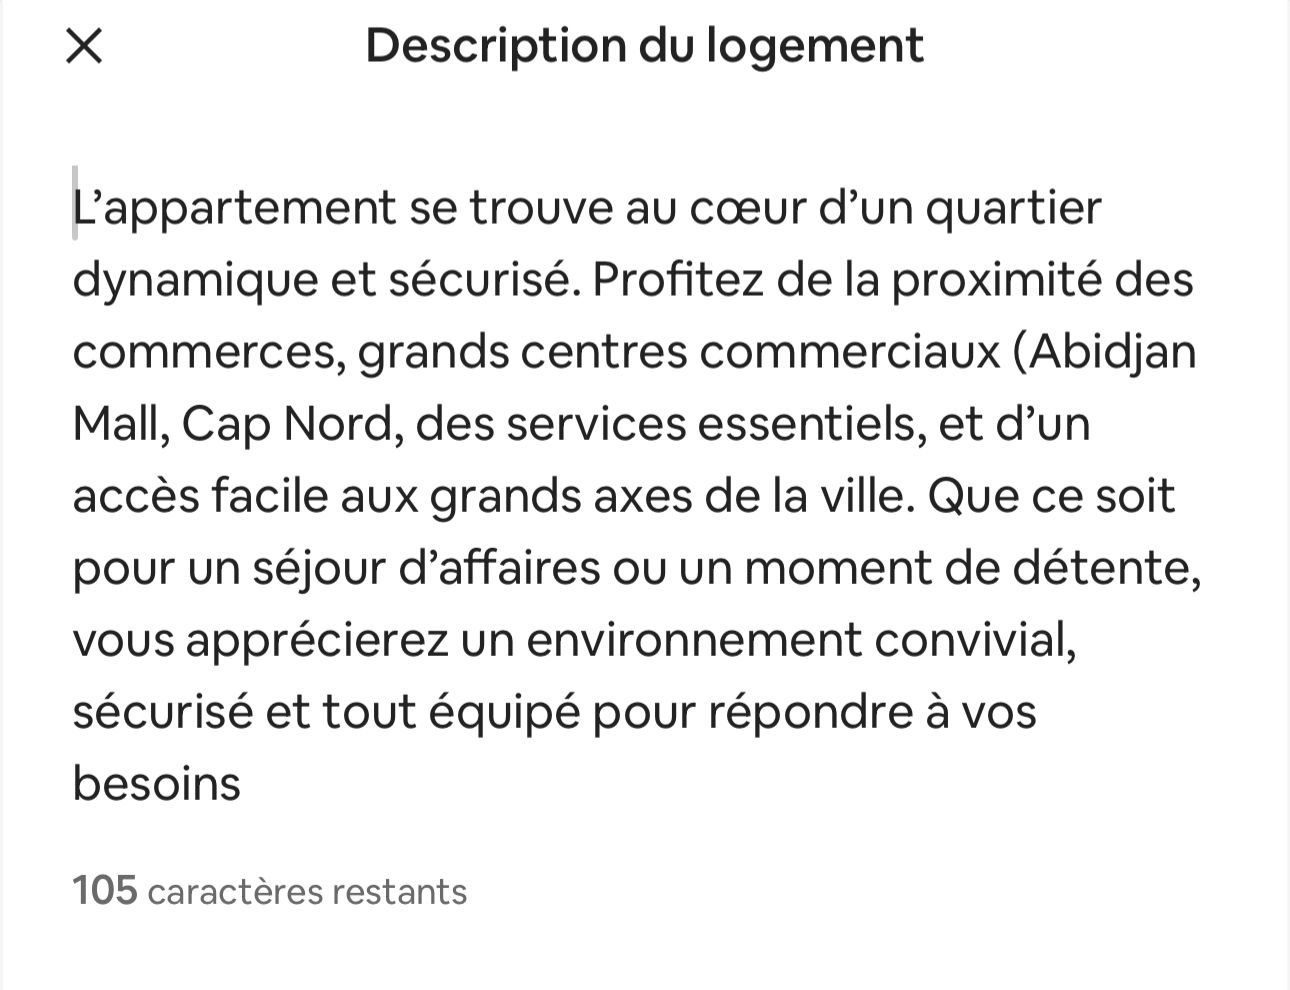 Description du logement
L’appartement se trouve au cœur d’un quartier
dynamique et sécurisé. Profitez de la proximité des
commerces, grands centres commerciaux (Abidjan
Mall, Cap Nord, des services essentiels, et d’un
accès facile aux grands axes de la ville. Que ce soit
pour un séjour d’affaires ou un moment de détente,
vous apprécierez un environnement convivial,
sécurisé et tout équipé pour répondre à vos
besoins
105 caractères restants